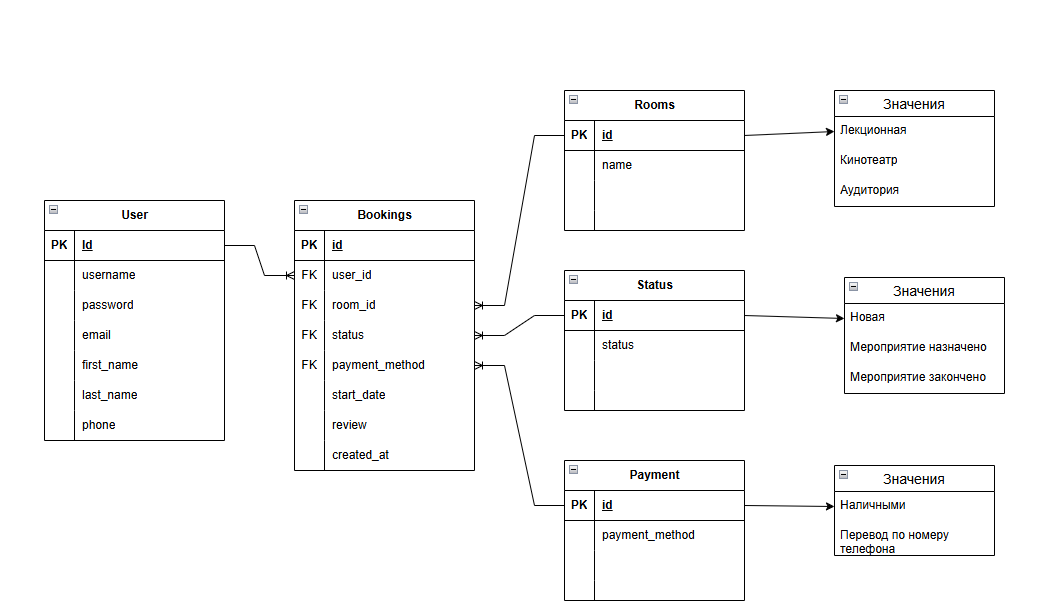 User
PK Id
username
password
email
first_name
last_name
phone
Bookings
PK id
FK user_id
FK room_id
FK status
FK payment_method
start_date
review
created_at
Rooms
PK id
name
Значения
Лекционная
Кинотеатр
Аудитория
Status
PK id
status
Значения
Новая
Мероприятие назначено
Мероприятие закончено
Payment
PK id
payment_method
Значения
Наличными
Перевод по номеру
телефона